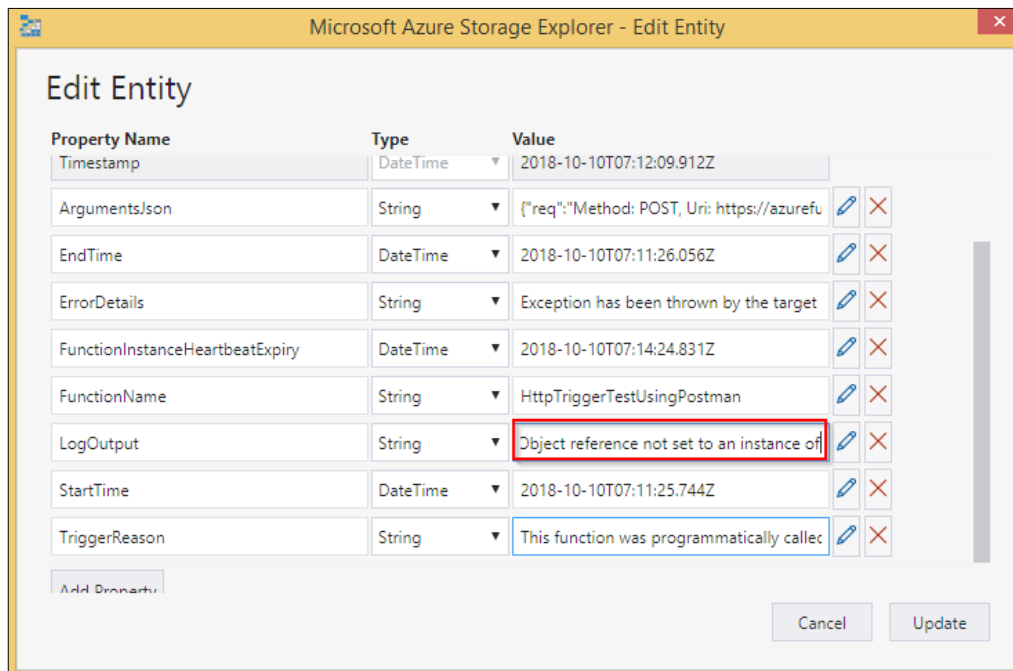 Microsoft Azure Storage Explorer - Edit Entity
Edit Entity
Property Name Type Value
Timestamp DateTime 2018-10-10T07:12:09.912Z
ArgumentsJson String {"req":"Method: POST, Uri: https://azurefu
EndTime DateTime 2018-10-10T07:11:26.056Z
ErrorDetails String Exception has been thrown by the target
FunctionInstanceHeartbeatExpiry DateTime 2018-10-10T07:14:24.831Z
FunctionName String HttpTriggerTestUsingPostman
LogOutput String Object reference not set to an instance of
StartTime DateTime 2018-10-10T07:11:25.744Z
TriggerReason String This function was programmatically called
Add Property
Cancel Update